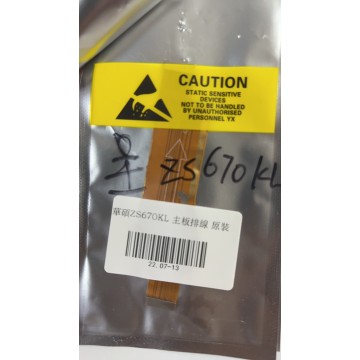 CAUTION
STATIC SENSITIVE
DEVICES
NOT TO BE HANDLED
BY UNAUTHORISED
PERSONNEL YX
ZS670KL
華碩ZS670KL 主板排線 原裝
22.07-13